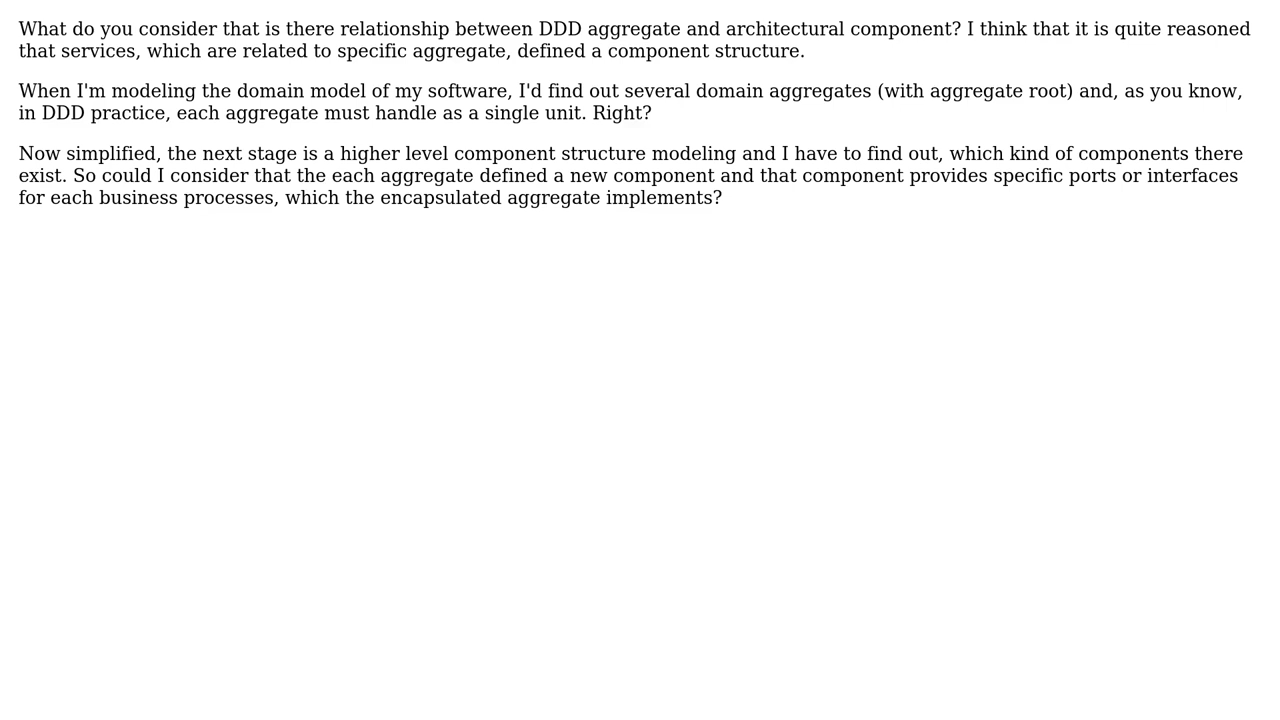 What do you consider that is there relationship between DDD aggregate and architectural component? I think that it is quite reasoned
that services, which are related to specific aggregate, defined a component structure.
When I'm modeling the domain model of my software, I'd find out several domain aggregates (with aggregate root) and, as you know,
in DDD practice, each aggregate must handle as a single unit. Right?
Now simplified, the next stage is a higher level component structure modeling and I have to find out, which kind of components there
exist. So could I consider that the each aggregate defined a new component and that component provides specific ports or interfaces
for each business processes, which the encapsulated aggregate implements?